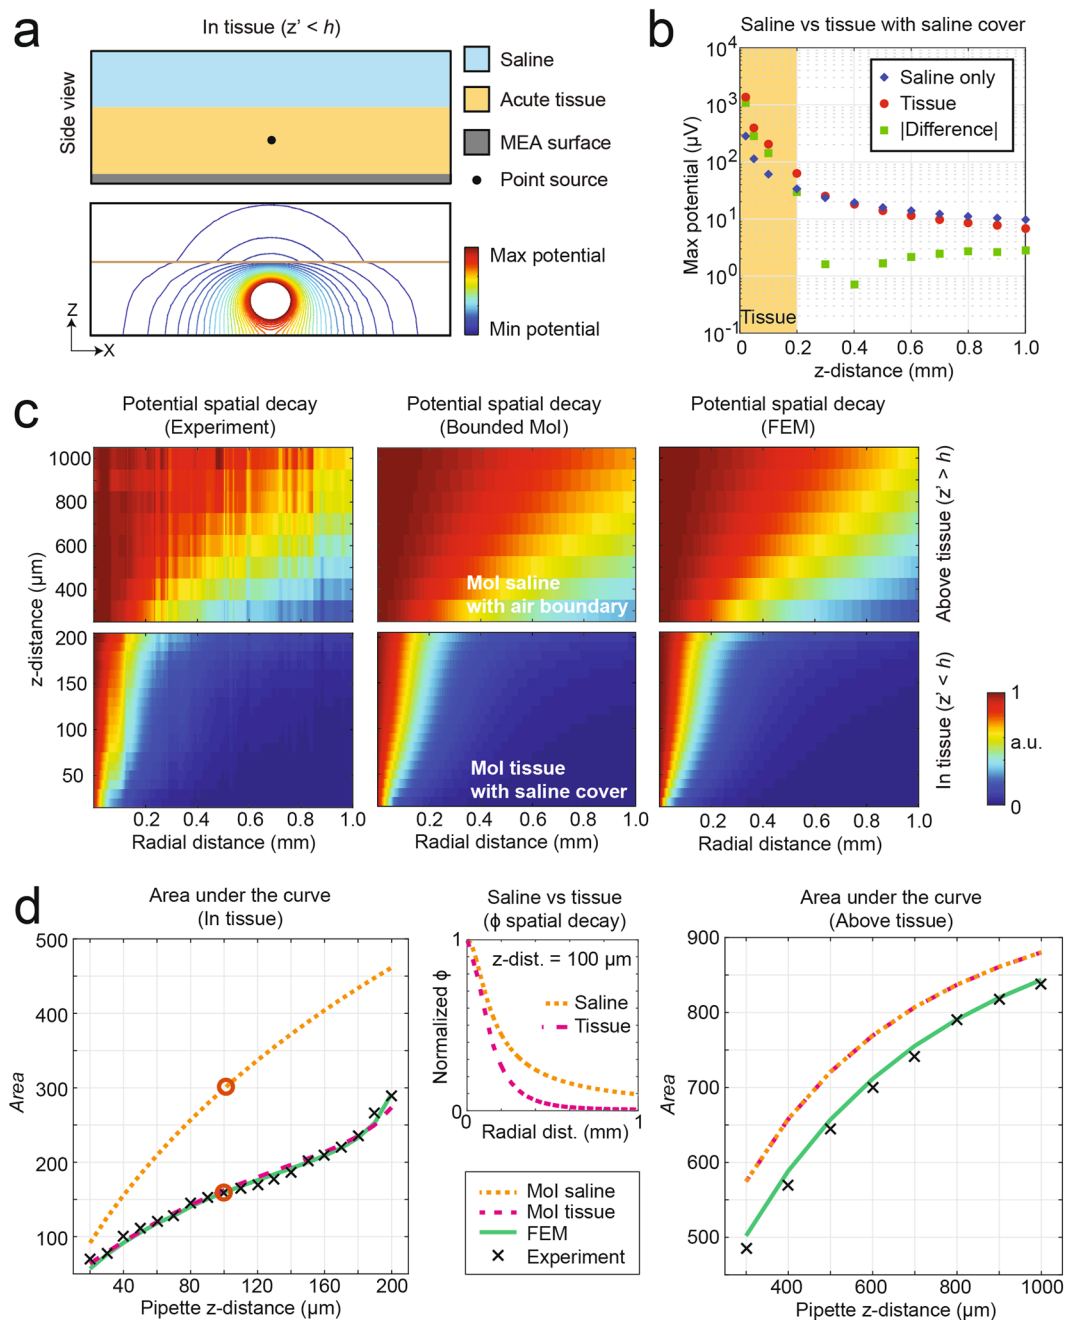 a
In tissue (z' < h)
Side view
Saline
Acute tissue
MEA surface
Point source
Max potential
Min potential
Z
X
b
Saline vs tissue with saline cover
Saline only
Tissue
|Difference|
Max potential (µV)
10^4
10^3
10^2
10^1
10^0
10^-1
Tissue
0 0.2 0.4 0.6 0.8 1.0
z-distance (mm)
c
Potential spatial decay
(Experiment)
Potential spatial decay
(Bounded MoI)
Potential spatial decay
(FEM)
z-distance (µm)
1000
800
600
400
200
150
100
50
MoI saline
with air boundary
MoI tissue
with saline cover
Above tissue (z' > h)
In tissue (z' < h)
1
a.u.
0
0.2 0.4 0.6 0.8 1.0
Radial distance (mm)
0.2 0.4 0.6 0.8 1.0
Radial distance (mm)
0 0.2 0.4 0.6 0.8 1.0
Radial distance (mm)
d
Area under the curve
(In tissue)
Area
500
400
300
200
100
40 80 120 160 200
Pipette z-distance (µm)
Saline vs tissue
(ϕ spatial decay)
Normalized ϕ
1
0
z-dist. = 100 µm
Saline
Tissue
0 1
Radial dist. (mm)
MoI saline
MoI tissue
FEM
Experiment
Area under the curve
(Above tissue)
Area
900
800
700
600
500
400 600 800 1000
Pipette z-distance (µm)